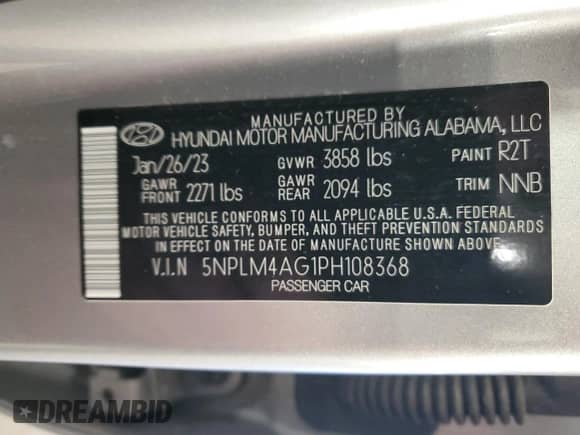 MANUFACTURED BY
HYUNDAI MOTOR MANUFACTURING ALABAMA, LLC
Jan/26/23 GVWR 3858 lbs PAINT R2T
GAWR FRONT 2271 lbs GAWR REAR 2094 lbs TRIM NNB
THIS VEHICLE CONFORMS TO ALL APPLICABLE U.S.A. FEDERAL
MOTOR VEHICLE SAFETY, BUMPER, AND THEFT PREVENTION STANDARDS
IN EFFECT ON THE DATE OF MANUFACTURE SHOWN ABOVE.
V.I.N 5NPLM4AG1PH108368
PASSENGER CAR
DREAMBID